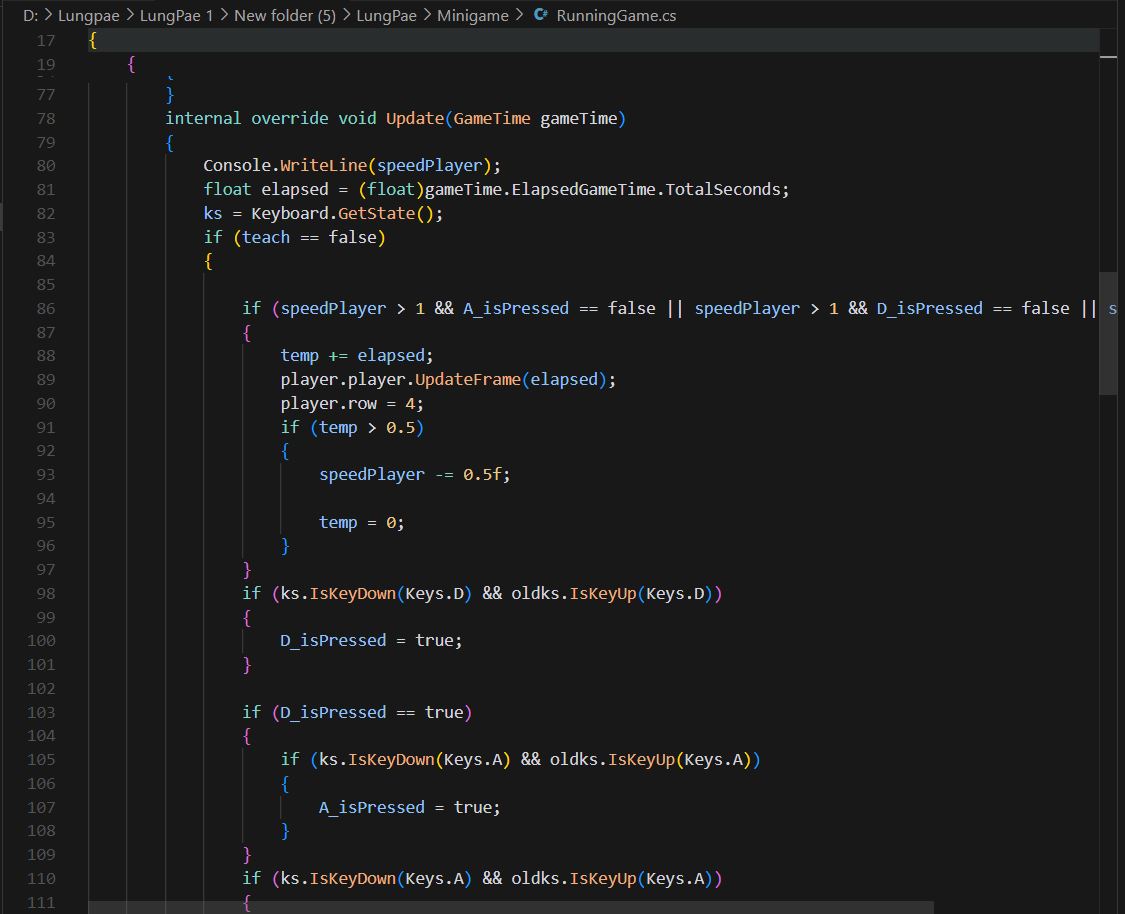 D: > Lungpae > LungPae 1 > New folder (5) > LungPae > Minigame > C# RunningGame.cs
17 {
19 {
77 }
78 internal override void Update(GameTime gameTime)
79 {
80 Console.WriteLine(speedPlayer);
81 float elapsed = (float)gameTime.ElapsedGameTime.TotalSeconds;
82 ks = Keyboard.GetState();
83 if (teach == false)
84 {
85
86 if (speedPlayer > 1 && A_isPressed == false || speedPlayer > 1 && D_isPressed == false || s
87 {
88 temp += elapsed;
89 player.player.UpdateFrame(elapsed);
90 player.row = 4;
91 if (temp > 0.5)
92 {
93 speedPlayer -= 0.5f;
94
95 temp = 0;
96 }
97 }
98 if (ks.IsKeyDown(Keys.D) && oldks.IsKeyUp(Keys.D))
99 {
100 D_isPressed = true;
101 }
102
103 if (D_isPressed == true)
104 {
105 if (ks.IsKeyDown(Keys.A) && oldks.IsKeyUp(Keys.A))
106 {
107 A_isPressed = true;
108 }
109 }
110 if (ks.IsKeyDown(Keys.A) && oldks.IsKeyUp(Keys.A))
111 {